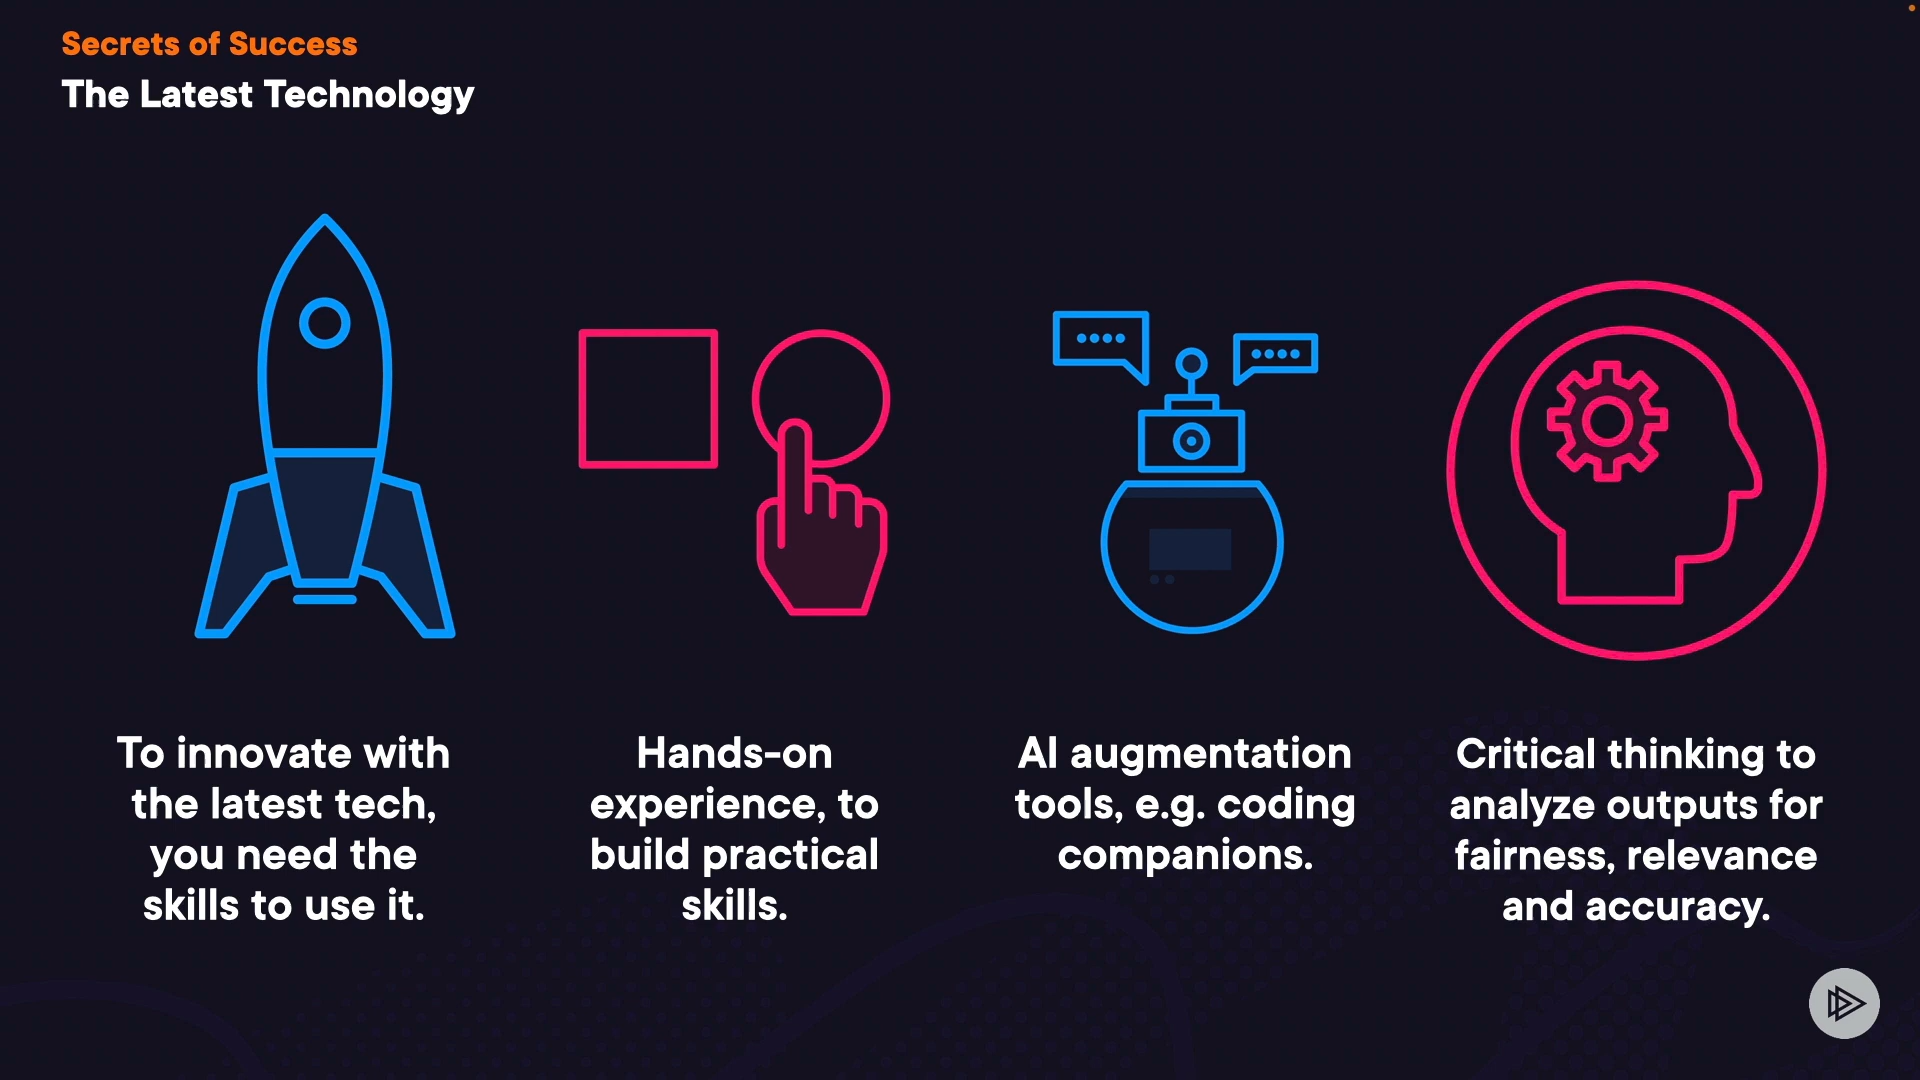 Secrets of Success
The Latest Technology
To innovate with
the latest tech,
you need the
skills to use it.
Hands-on
experience, to
build practical
skills.
AI augmentation
tools, e.g. coding
companions.
Critical thinking to
analyze outputs for
fairness, relevance
and accuracy.